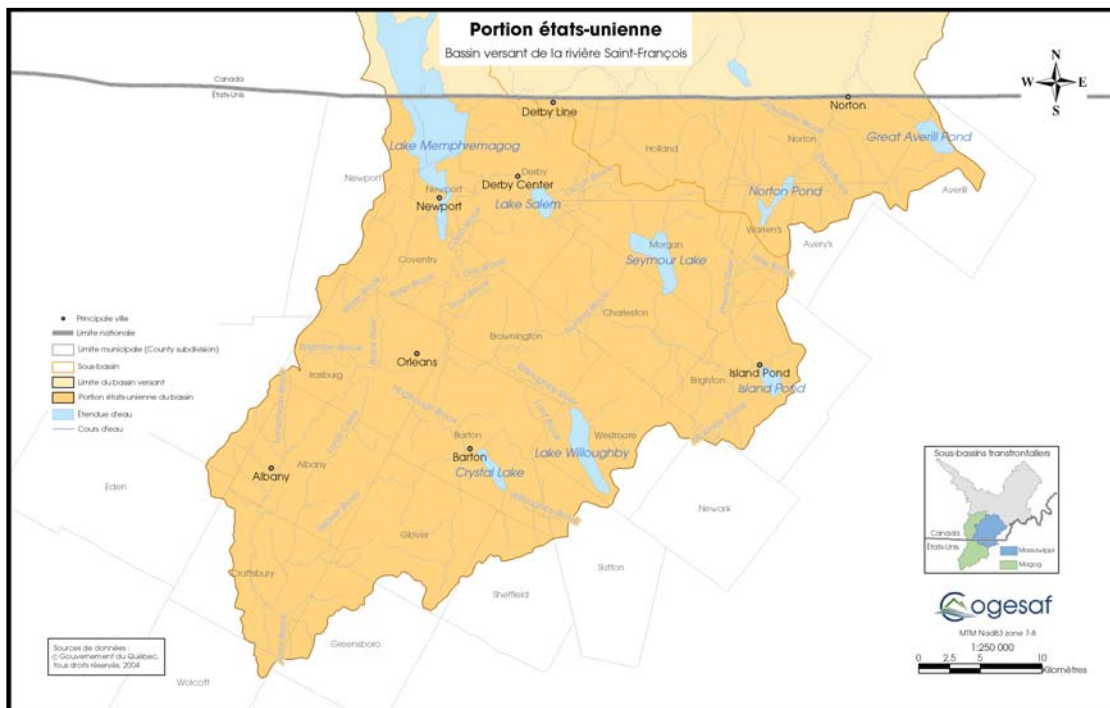 Portion états-unienne
Bassin versant de la rivière Saint-François
N
W E
S
Canada
États-Unis
Derby Line
Norton
Great Averill Pond
Lake Memphremagog
Holland
Norton
Newport
Derby
Derby Center
Newport
Newport
Lake Salem
Norton Pond
Averill
Warren's
Avery's
Morgan
Seymour Lake
Coventry
Charleston
Brownington
Orleans
Irasburg
Island Pond
Brighton
Island Pond
Barton
Barton
Crystal Lake
Westmore
Lake Willoughby
Albany
Albany
Eden
Newark
Glover
Sutton
Craftsbury
Sheffield
Greensboro
Wolcott
Principale ville
Limite nationale
Limite municipale (County subdivision)
Sous-bassin
Limite du bassin versant
Portion états-unienne du bassin
Étendue d'eau
Cours d'eau
Sources de données :
© Gouvernement du Québec,
tous droits réservés, 2004
Sous-bassins transfrontaliers
Canada
États-Unis
Massawippi
Magog
Cogesaf
MTM Nad83 zone 7-8
1:250 000
0 2.5 5 10
Kilomètres